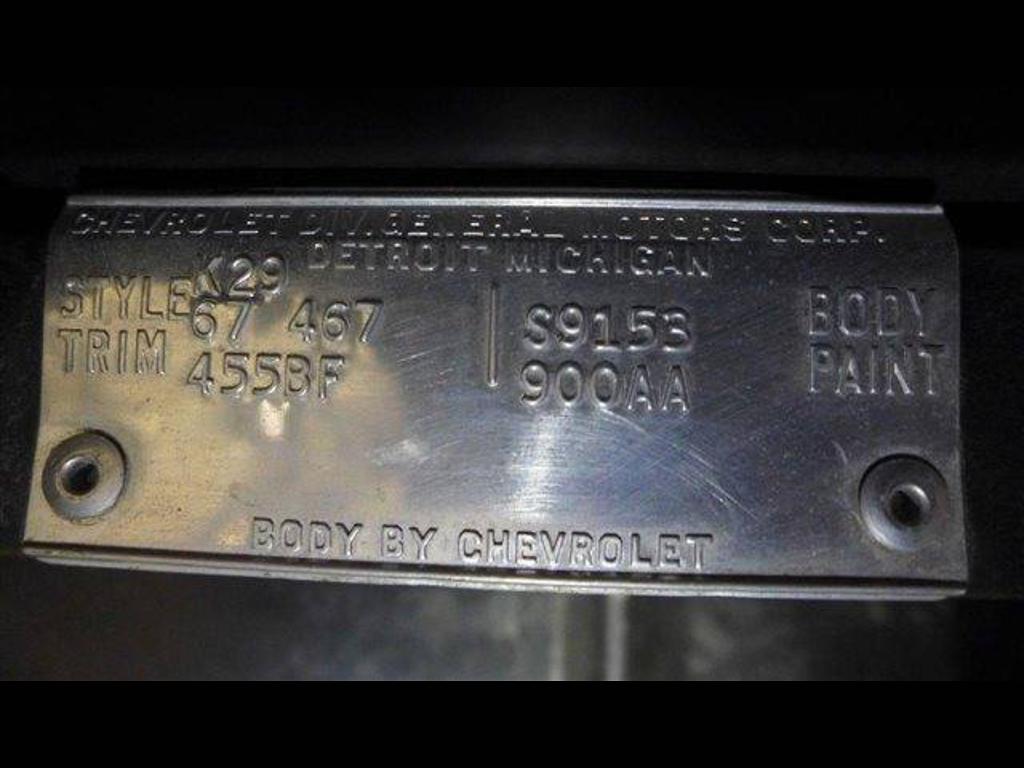 CHEVROLET DIV. GENERAL MOTORS CORP.
DETROIT MICHIGAN
K29
STYLE 67 467 S9153 BODY
TRIM 455BF 900AA PAINT
BODY BY CHEVROLET